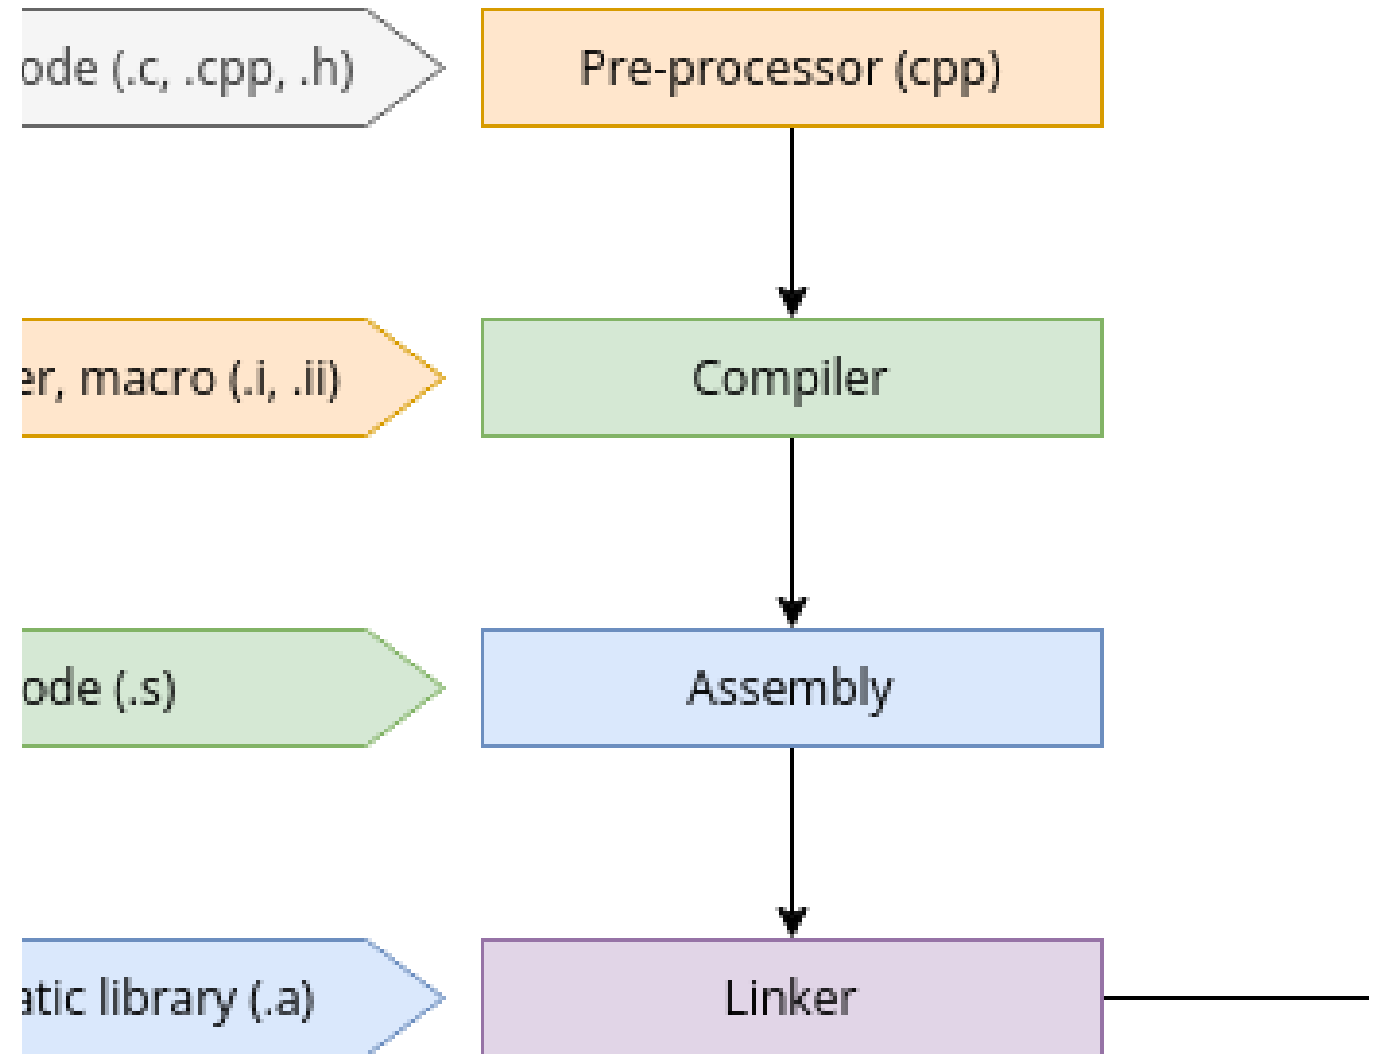 ode (.c, .cpp, .h)
Pre-processor (cpp)
er, macro (.i, .ii)
Compiler
ode (.s)
Assembly
atic library (.a)
Linker